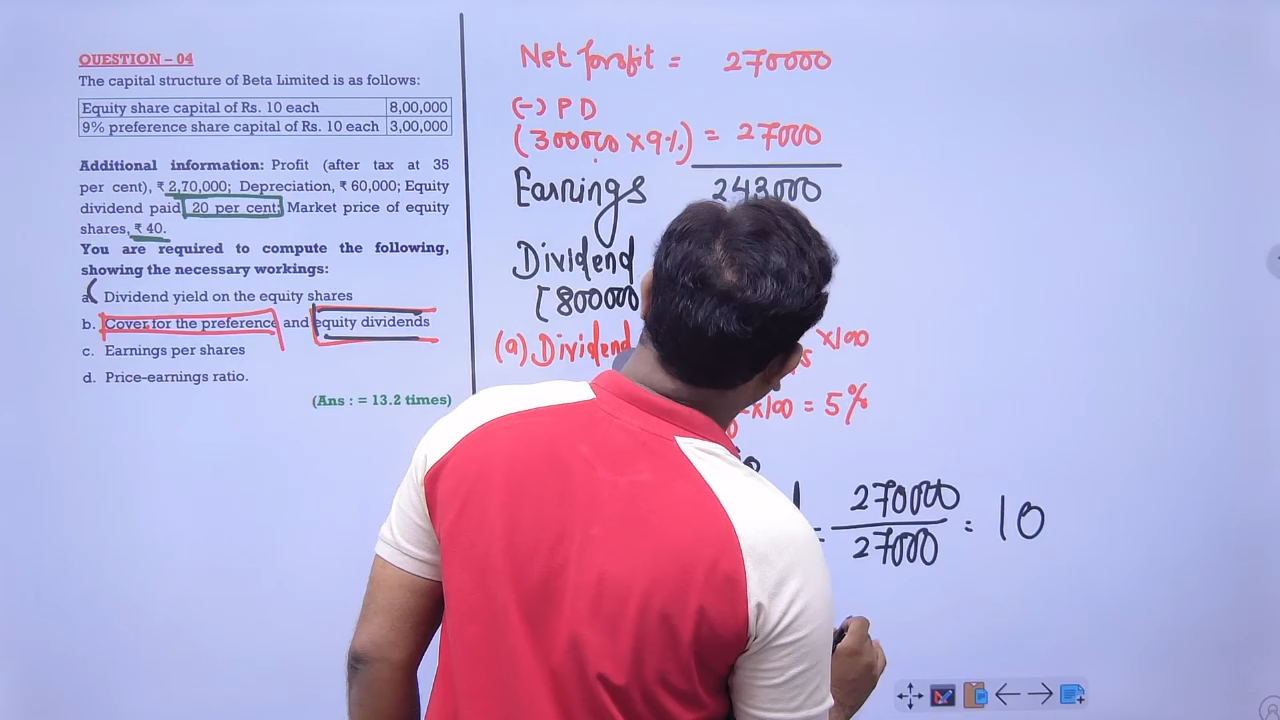 QUESTION – 04
The capital structure of Beta Limited is as follows:
Equity share capital of Rs. 10 each 8,00,000
9% preference share capital of Rs. 10 each 3,00,000
Additional information: Profit (after tax at 35
per cent), ₹ 2,70,000; Depreciation, ₹ 60,000; Equity
dividend paid 20 per cent; Market price of equity
shares, ₹ 40.
You are required to compute the following,
showing the necessary workings:
a. Dividend yield on the equity shares
b. Cover for the preference and equity dividends
c. Earnings per shares
d. Price-earnings ratio.
(Ans : = 13.2 times)
Net profit = 270000
(-) PD
(300000 x 9%) = 27000
Earnings 243000
Dividend
[800000
(a) Dividend x100
x100 = 5%
= 270000 / 27000 = 10